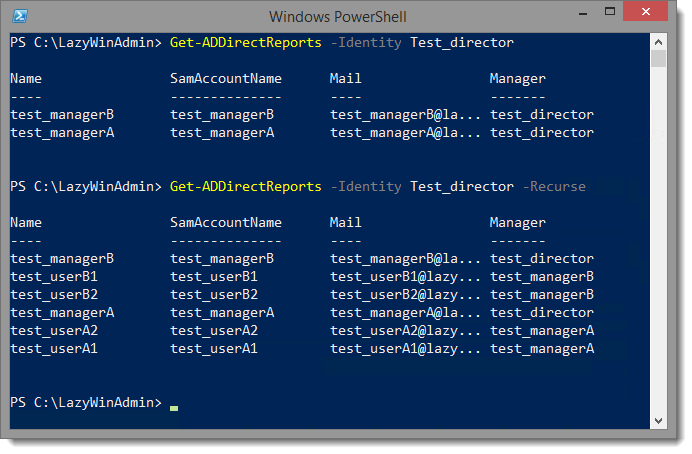 Windows PowerShell
PS C:\LazyWinAdmin> Get-ADDirectReports -Identity Test_director
Name SamAccountName Mail Manager
---- -------------- ---- -------
test_managerB test_managerB test_managerB@la... test_director
test_managerA test_managerA test_managerA@la... test_director
PS C:\LazyWinAdmin> Get-ADDirectReports -Identity Test_director -Recurse
Name SamAccountName Mail Manager
---- -------------- ---- -------
test_managerB test_managerB test_managerB@la... test_director
test_userB1 test_userB1 test_userB1@lazy... test_managerB
test_userB2 test_userB2 test_userB2@lazy... test_managerB
test_managerA test_managerA test_managerA@la... test_director
test_userA2 test_userA2 test_userA2@lazy... test_managerA
test_userA1 test_userA1 test_userA1@lazy... test_managerA
PS C:\LazyWinAdmin>